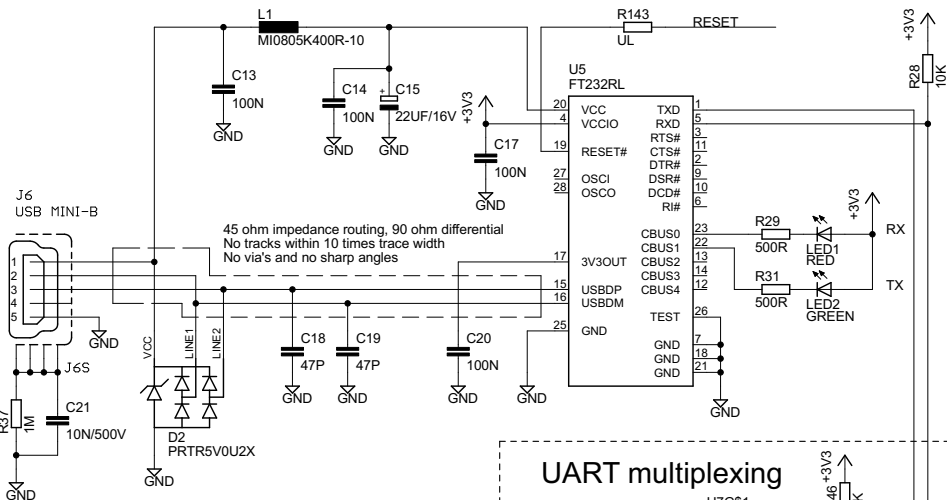 L1
MI0805K400R-10
R143
UL
RESET
+3V3
R28
10K
C13
100N
GND
C14
100N
GND
C15
+
22UF/16V
GND
+3V3
C17
100N
GND
U5
FT232RL
20 VCC TXD 1
4 VCCIO RXD 5
RTS# 3
19 RESET# CTS# 11
DTR# 2
27 OSCI DSR# 9
28 OSCO DCD# 10
RI# 6
CBUS0 23
CBUS1 22
17 3V3OUT CBUS2 13
CBUS3 14
15 USBDP CBUS4 12
16 USBDM
TEST 26
25 GND
GND 7
GND 18
GND 21
GND
R29
500R
LED1
RED
+3V3
RX
R31
500R
LED2
GREEN
TX
J6
USB MINI-B
1
2
3
4
5
GND
J6S
45 ohm impedance routing, 90 ohm differential
No tracks within 10 times trace width
No via's and no sharp angles
VCC
LINE1
LINE2
D2
PRTR5V0U2X
GND
C18
47P
GND
C19
47P
GND
C20
100N
GND
GND
R37
1M
C21
10N/500V
GND
UART multiplexing
+3V3